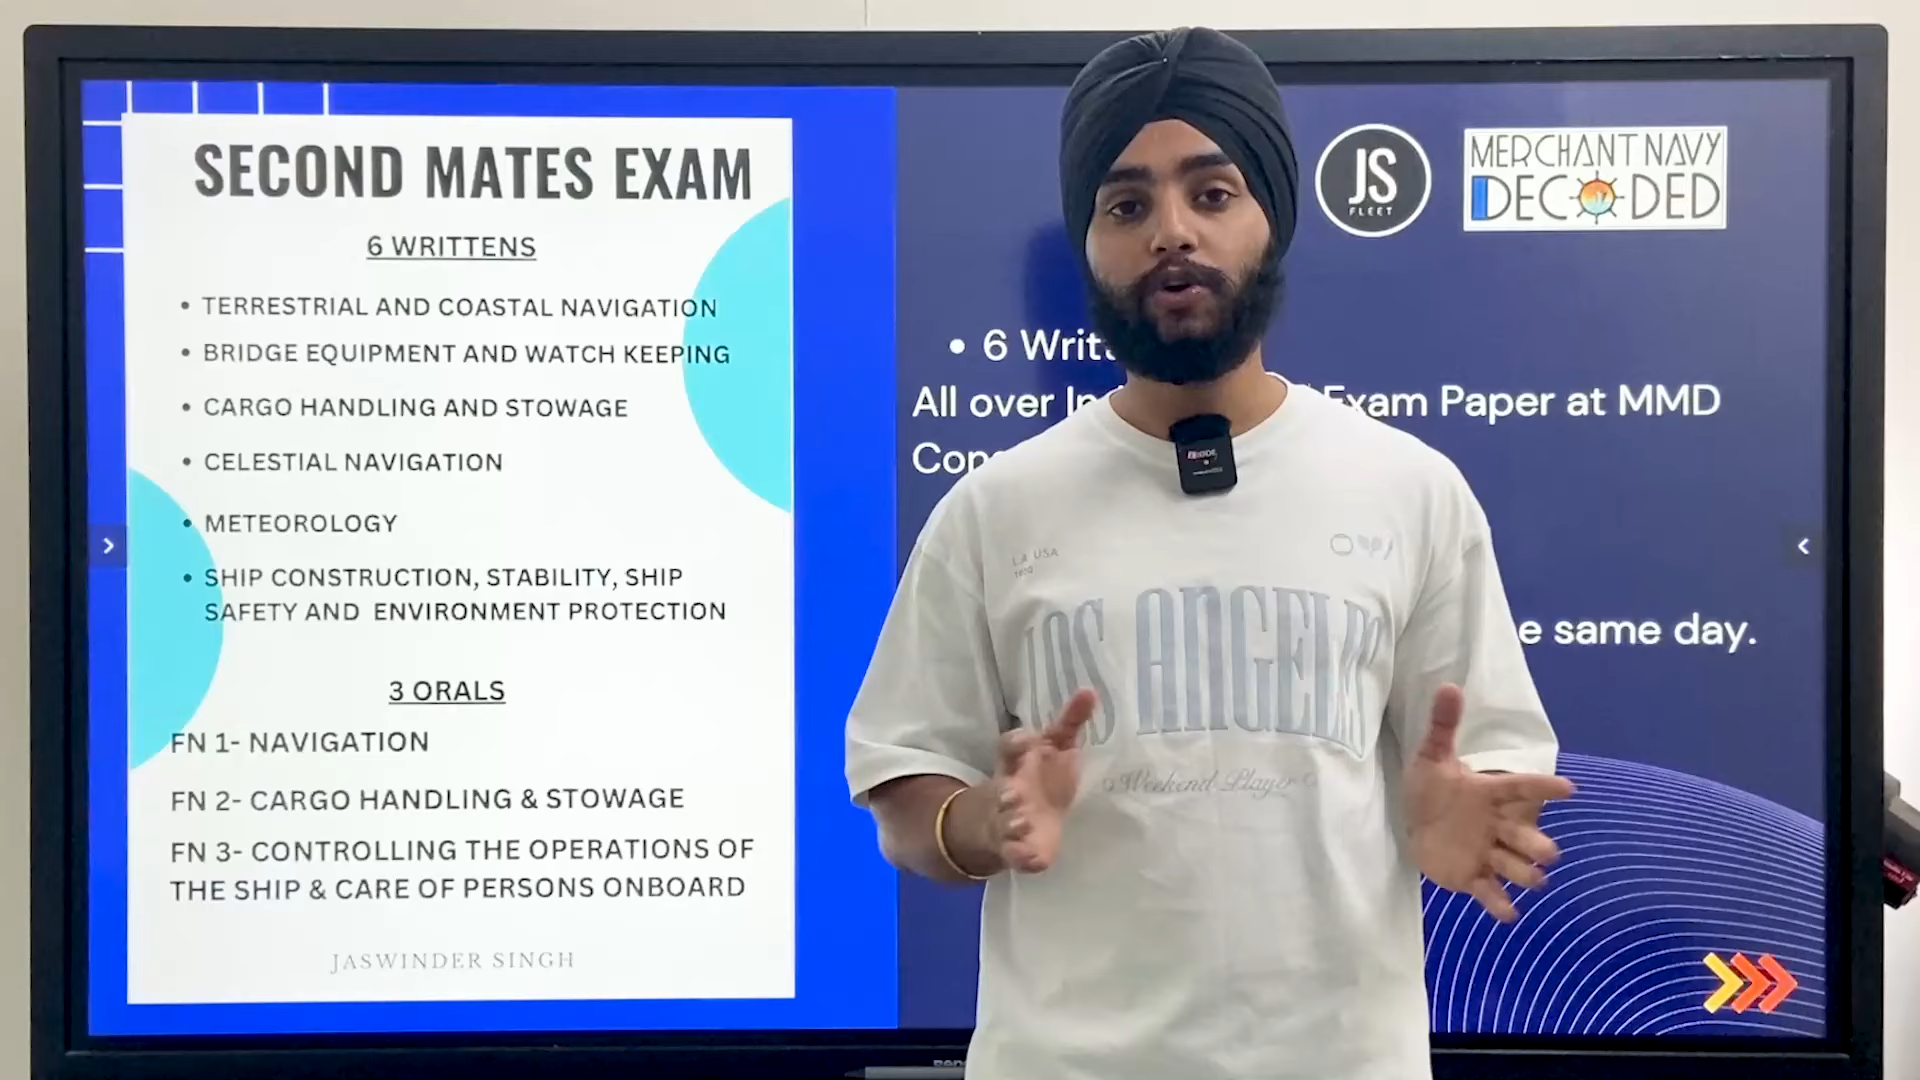 SECOND MATES EXAM
6 WRITTENS
• TERRESTRIAL AND COASTAL NAVIGATION
• BRIDGE EQUIPMENT AND WATCH KEEPING
• CARGO HANDLING AND STOWAGE
• CELESTIAL NAVIGATION
• METEOROLOGY
• SHIP CONSTRUCTION, STABILITY, SHIP
SAFETY AND ENVIRONMENT PROTECTION
3 ORALS
FN 1- NAVIGATION
FN 2- CARGO HANDLING & STOWAGE
FN 3- CONTROLLING THE OPERATIONS OF
THE SHIP & CARE OF PERSONS ONBOARD
JASWINDER SINGH
JS
FLEET
MERCHANT NAVY
DECODED
• 6
All over Exam Paper at MMD
same day.
L.A USA
LOS ANGELES
Weekend Player